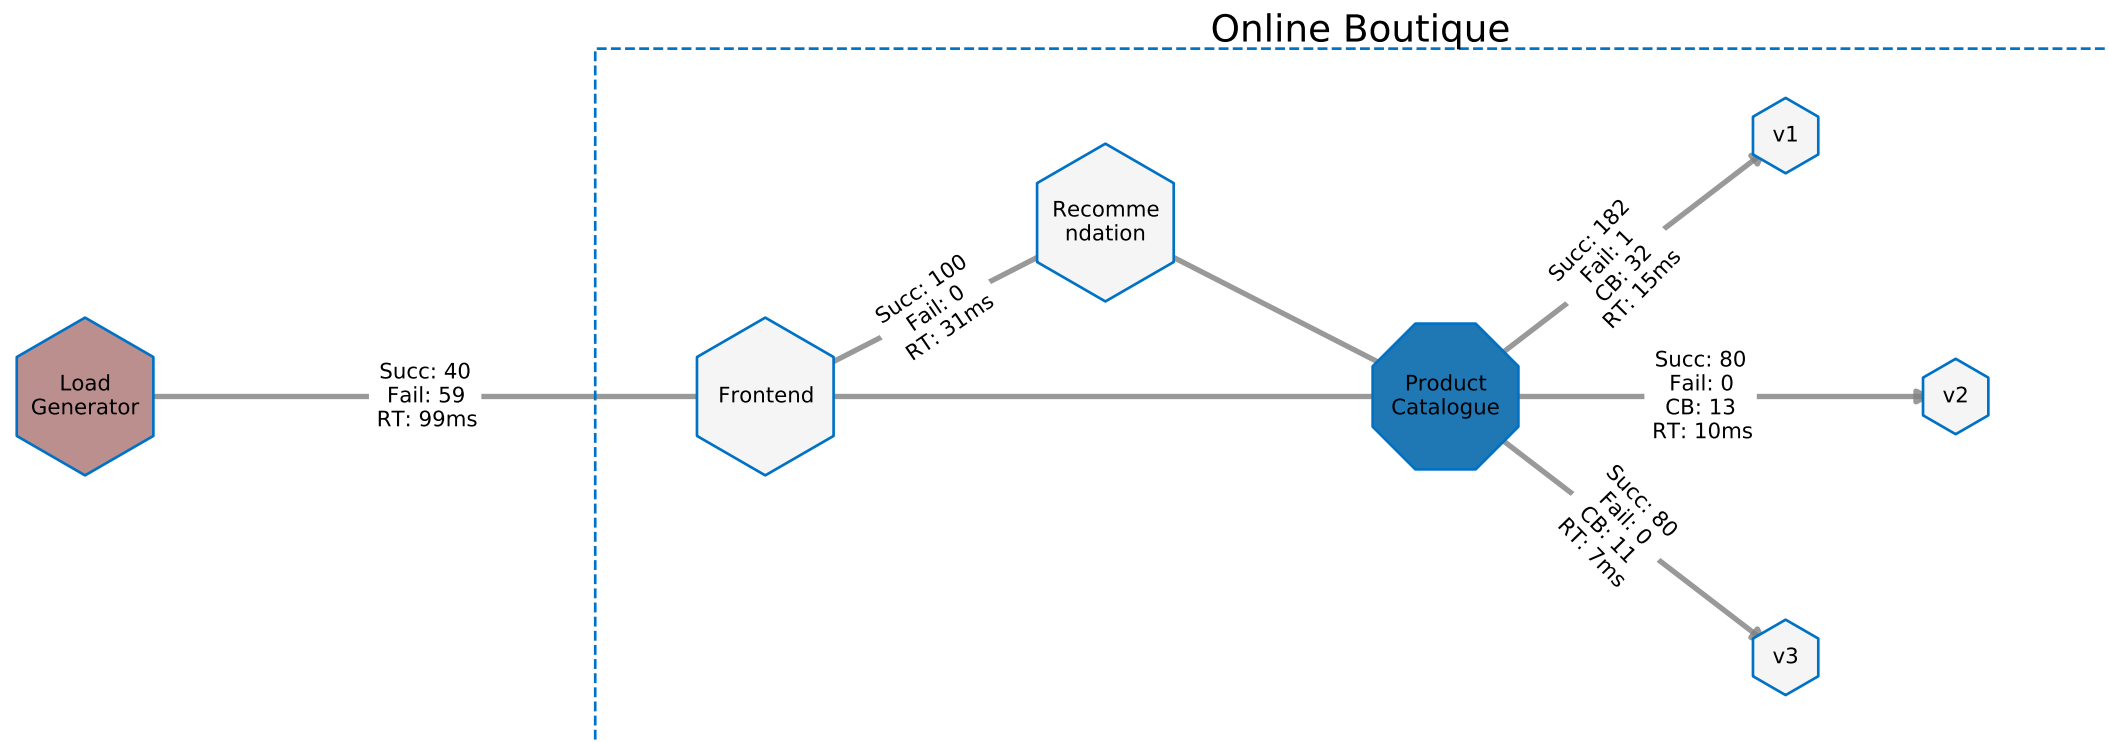 Online Boutique
Load
Generator
Succ: 40
Fail: 59
RT: 99ms
Frontend
Succ: 100
Fail: 0
RT: 31ms
Recomme
ndation
Product
Catalogue
Succ: 182
Fail: 1
CB: 32
RT: 15ms
v1
Succ: 80
Fail: 0
CB: 13
RT: 10ms
v2
Succ: 80
Fail: 0
CB: 11
RT: 7ms
v3